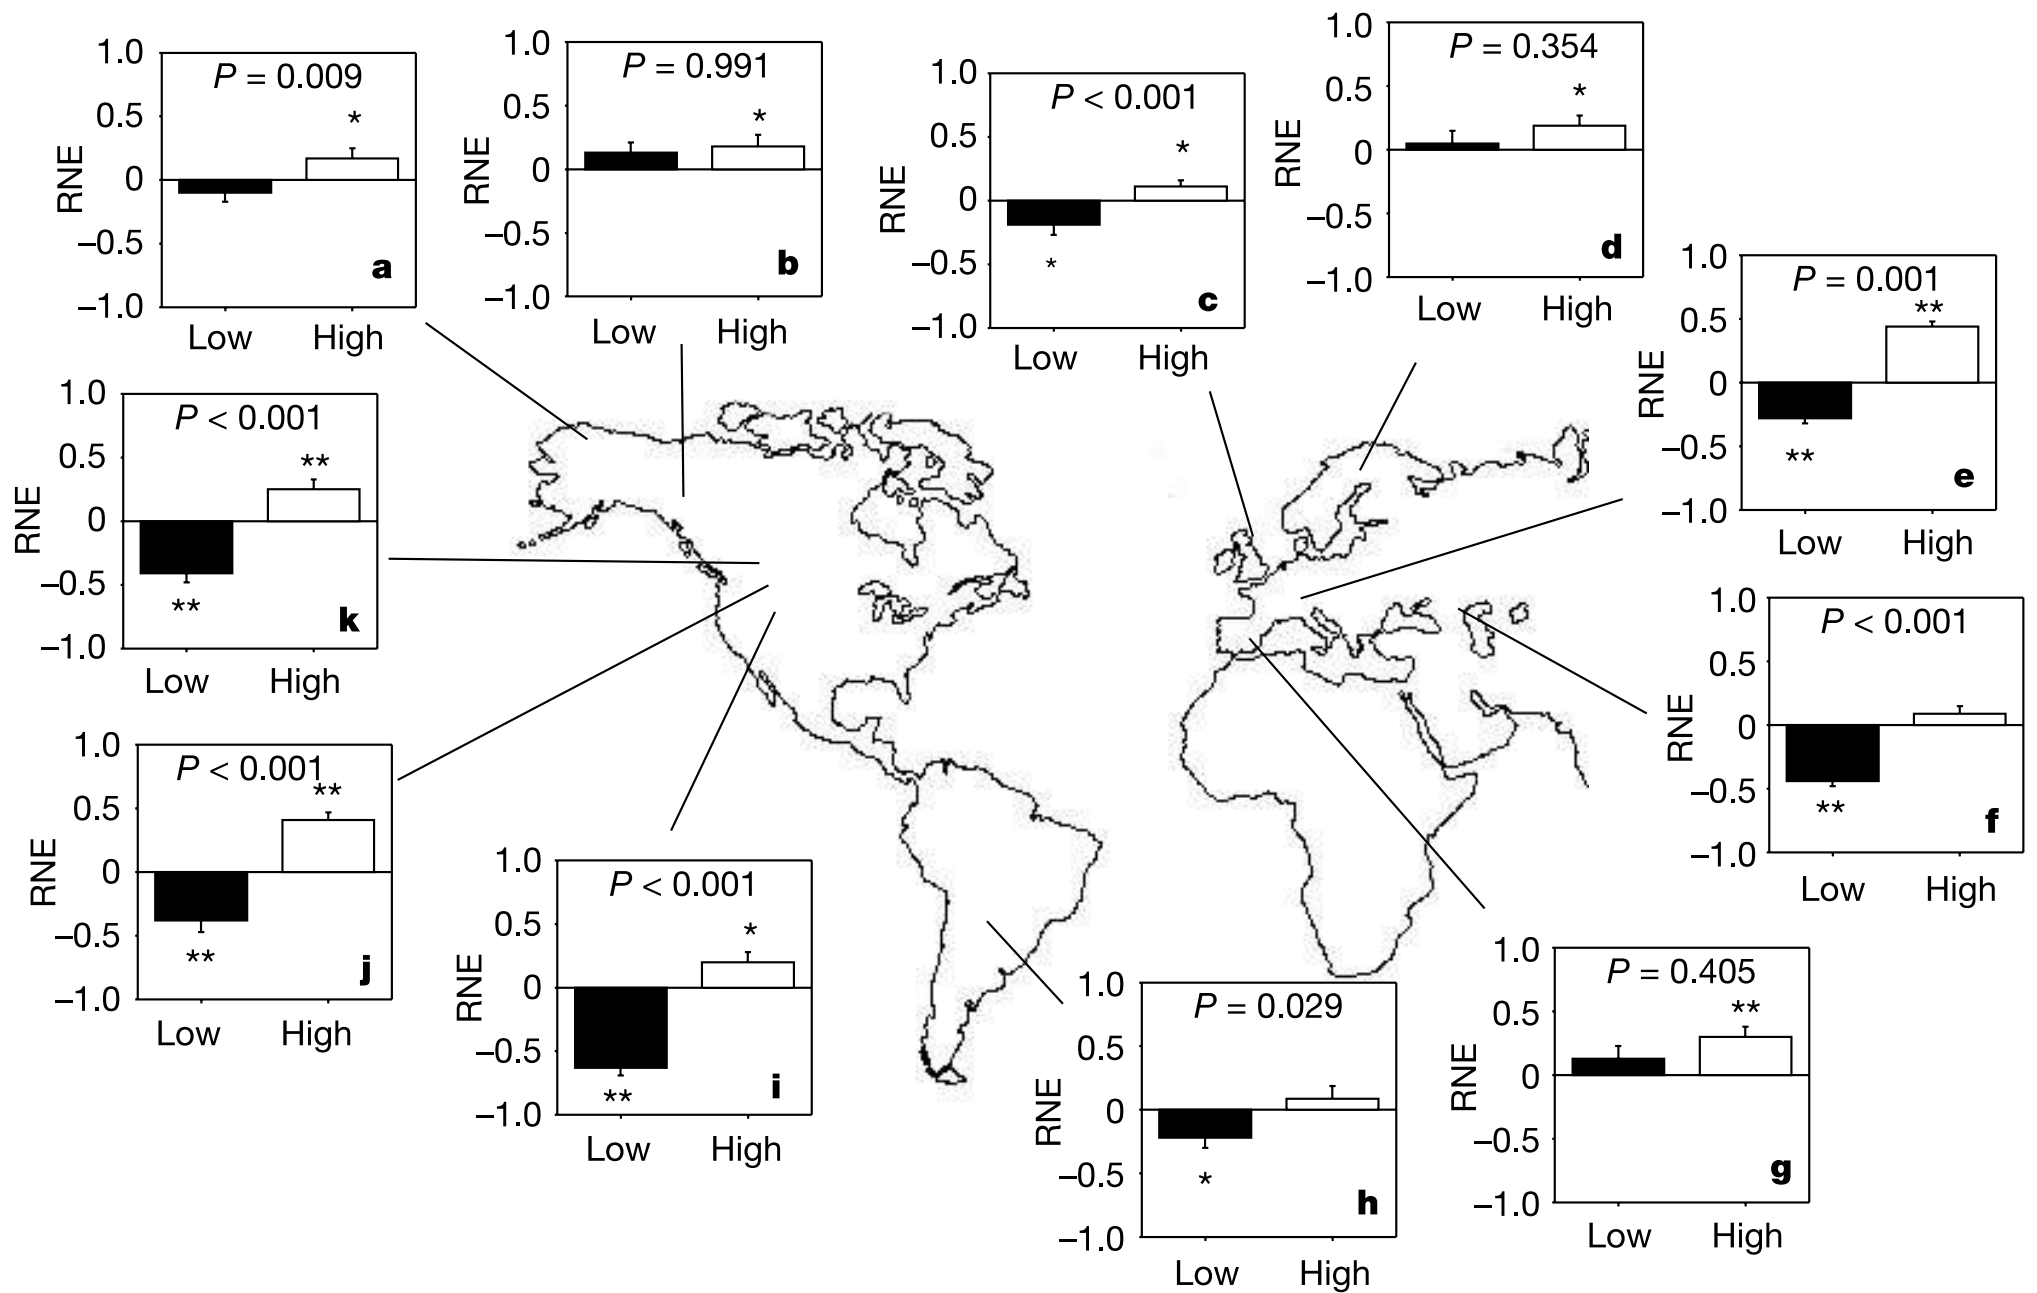 1.0
P = 0.009
0.5
*
RNE
0
–0.5
a
–1.0
Low High
1.0
P = 0.991
0.5
*
RNE
0
–0.5
b
–1.0
Low High
1.0
P < 0.001
0.5
*
RNE
0
–0.5
*
c
–1.0
Low High
1.0
P = 0.354
0.5
*
RNE
0
–0.5
d
–1.0
Low High
1.0
P = 0.001
**
0.5
RNE
0
–0.5
**
e
–1.0
Low High
1.0
P < 0.001
0.5
RNE
0
–0.5
**
f
–1.0
Low High
1.0
P = 0.405
**
0.5
RNE
0
–0.5
g
–1.0
Low High
1.0
P = 0.029
0.5
RNE
0
–0.5
*
h
–1.0
Low High
1.0
P < 0.001
0.5
*
RNE
0
–0.5
i
**
–1.0
Low High
1.0
P < 0.001
**
0.5
RNE
0
–0.5
**
j
–1.0
Low High
1.0
P < 0.001
0.5
**
RNE
0
–0.5
**
k
–1.0
Low High